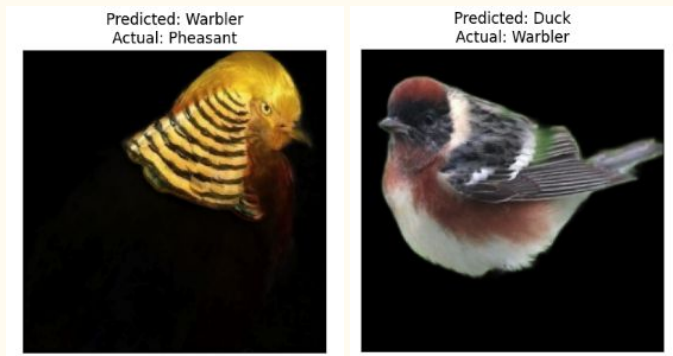 Predicted: Warbler
Actual: Pheasant
Predicted: Duck
Actual: Warbler